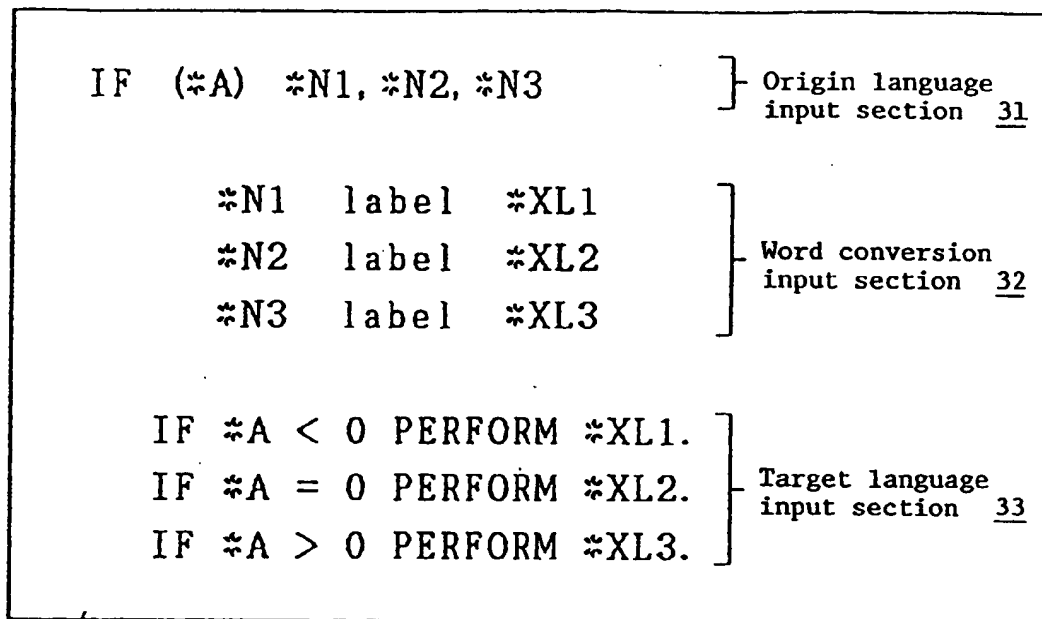 IF (*A) *N1, *N2, *N3
Origin language
input section 31
*N1 label *XL1
*N2 label *XL2
*N3 label *XL3
Word conversion
input section 32
IF *A < 0 PERFORM *XL1.
IF *A = 0 PERFORM *XL2.
IF *A > 0 PERFORM *XL3.
Target language
input section 33